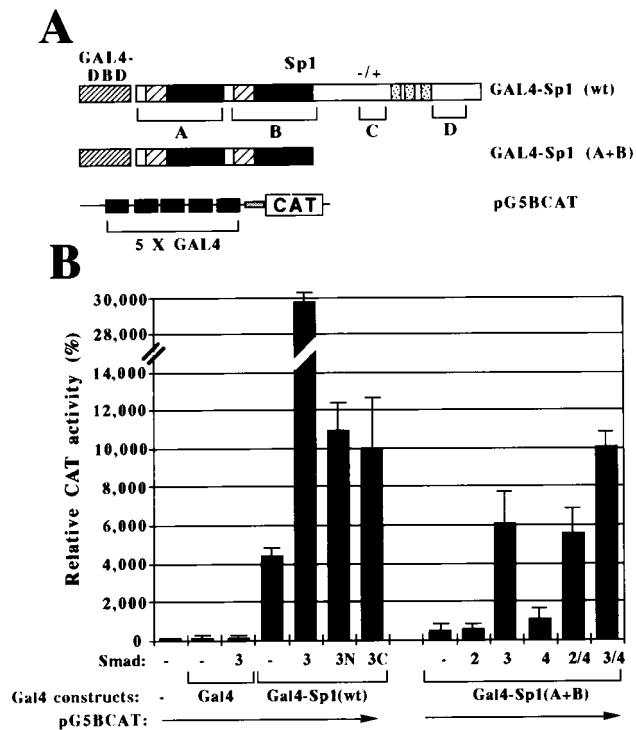 A
GAL4-
DBD
Sp1
-/+
GAL4-Sp1 (wt)
A B C D
GAL4-Sp1 (A+B)
CAT
pG5BCAT
5 X GAL4
B
Relative CAT activity (%)
30,000
28,000
14,000
12,000
10,000
8,000
6,000
4,000
2,000
0
Smad: - - 3 - 3 3N 3C - 2 3 4 2/4 3/4
Gal4 constructs: - Gal4 Gal4-Sp1(wt) Gal4-Sp1(A+B)
pG5BCAT: